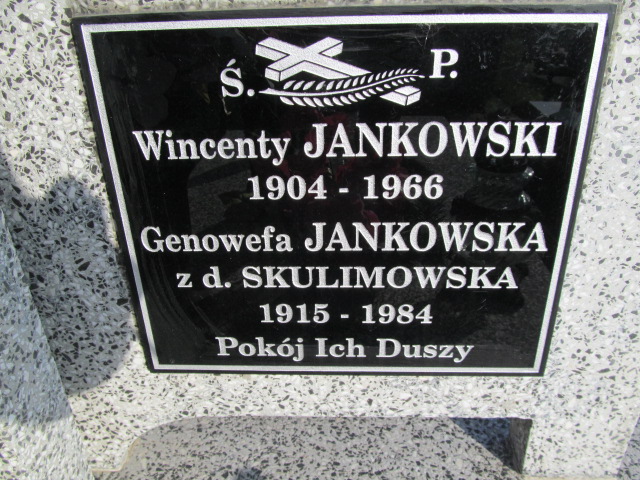 Ś. P.
Wincenty JANKOWSKI
1904 - 1966
Genowefa JANKOWSKA
z d. SKULIMOWSKA
1915 - 1984
Pokój Ich Duszy